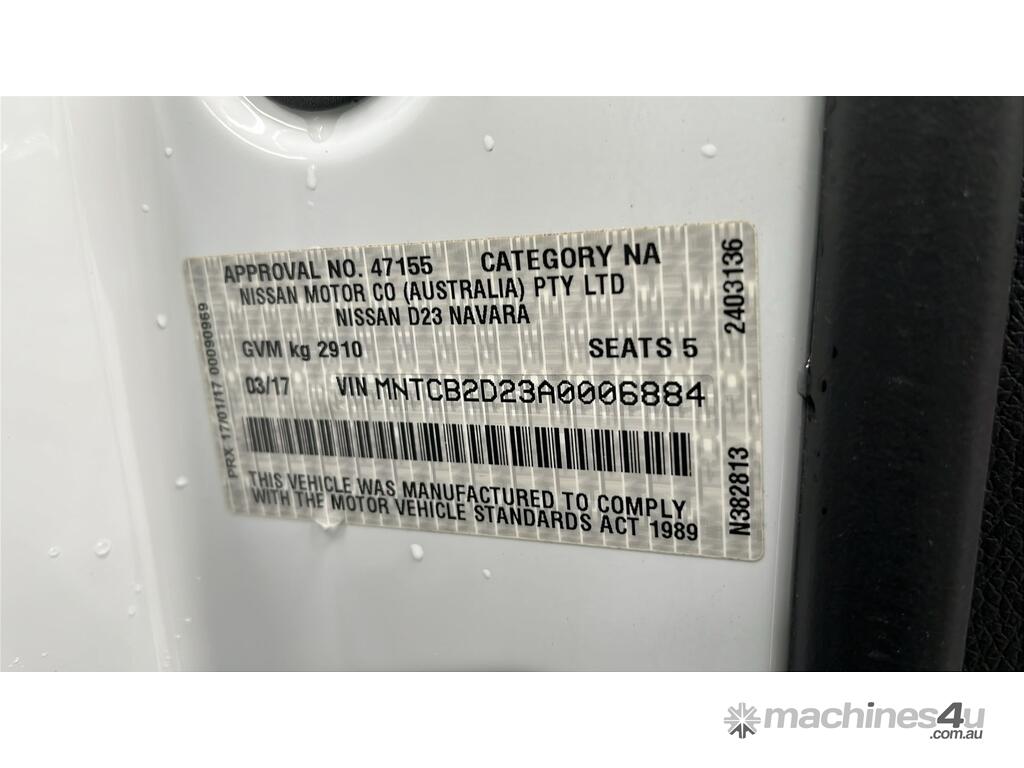 APPROVAL NO. 47155 CATEGORY NA
NISSAN MOTOR CO (AUSTRALIA) PTY LTD
NISSAN D23 NAVARA
GVM kg 2910 SEATS 5
03/17 VIN MNTCB2D23A0006884
THIS VEHICLE WAS MANUFACTURED TO COMPLY
WITH THE MOTOR VEHICLE STANDARDS ACT 1989
PRX 17/01/17 00090969
N382813 2403136
machines4u
.com.au